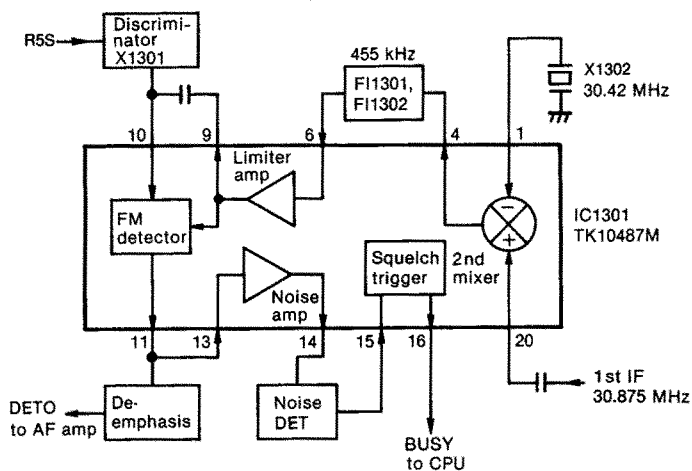 Discrimi-
nator
X1301
R5S
455 kHz
FI1301,
FI1302
X1302
30.42 MHz
10
9
6
4
1
Limiter
amp
FM
detector
−
+
IC1301
TK10487M
Squelch
trigger
2nd
mixer
Noise
amp
11
13
14
15
16
20
1st IF
30.875 MHz
DETO
to AF amp
De-
emphasis
Noise
DET
BUSY
to CPU